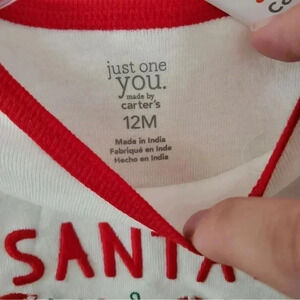 just one
you.
made by
carter's
12M
Made in India
Fabriqué en Inde
Hecho en India
SANTA